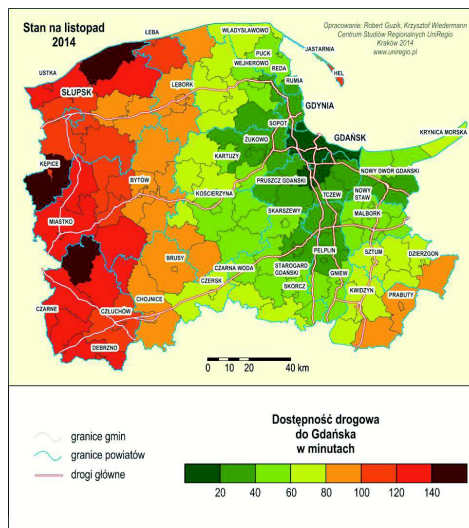 Stan na listopad
2014
Opracowanie: Robert Guzik, Krzysztof Wiedermann
Centrum Studiów Regionalnych UniRegio
Kraków 2014
www.uniregio.pl
ŁEBA
WŁADYSŁAWOWO
JASTARNIA
USTKA
PUCK
WEJHEROWO
REDA
HEL
SŁUPSK
LĘBORK
RUMIA
GDYNIA
SOPOT
GDAŃSK
KRYNICA MORSKA
ŻUKOWO
KĘPICE
KARTUZY
NOWY DWÓR GDAŃSKI
BYTÓW
KOŚCIERZYNA
PRUSZCZ GDAŃSKI
TCZEW
NOWY
STAW
MIASTKO
SKARSZEWY
MALBORK
PELPLIN
BRUSY
CZARNA WODA
STAROGARD
GDAŃSKI
SZTUM
DZIERZGOŃ
GNIEW
CZERSK
SKÓRCZ
KWIDZYN
PRABUTY
CHOJNICE
CZARNE
CZŁUCHÓW
DEBRZNO
0 10 20 40 km
granice gmin
granice powiatów
drogi główne
Dostępność drogowa
do Gdańska
w minutach
20 40 60 80 100 120 140